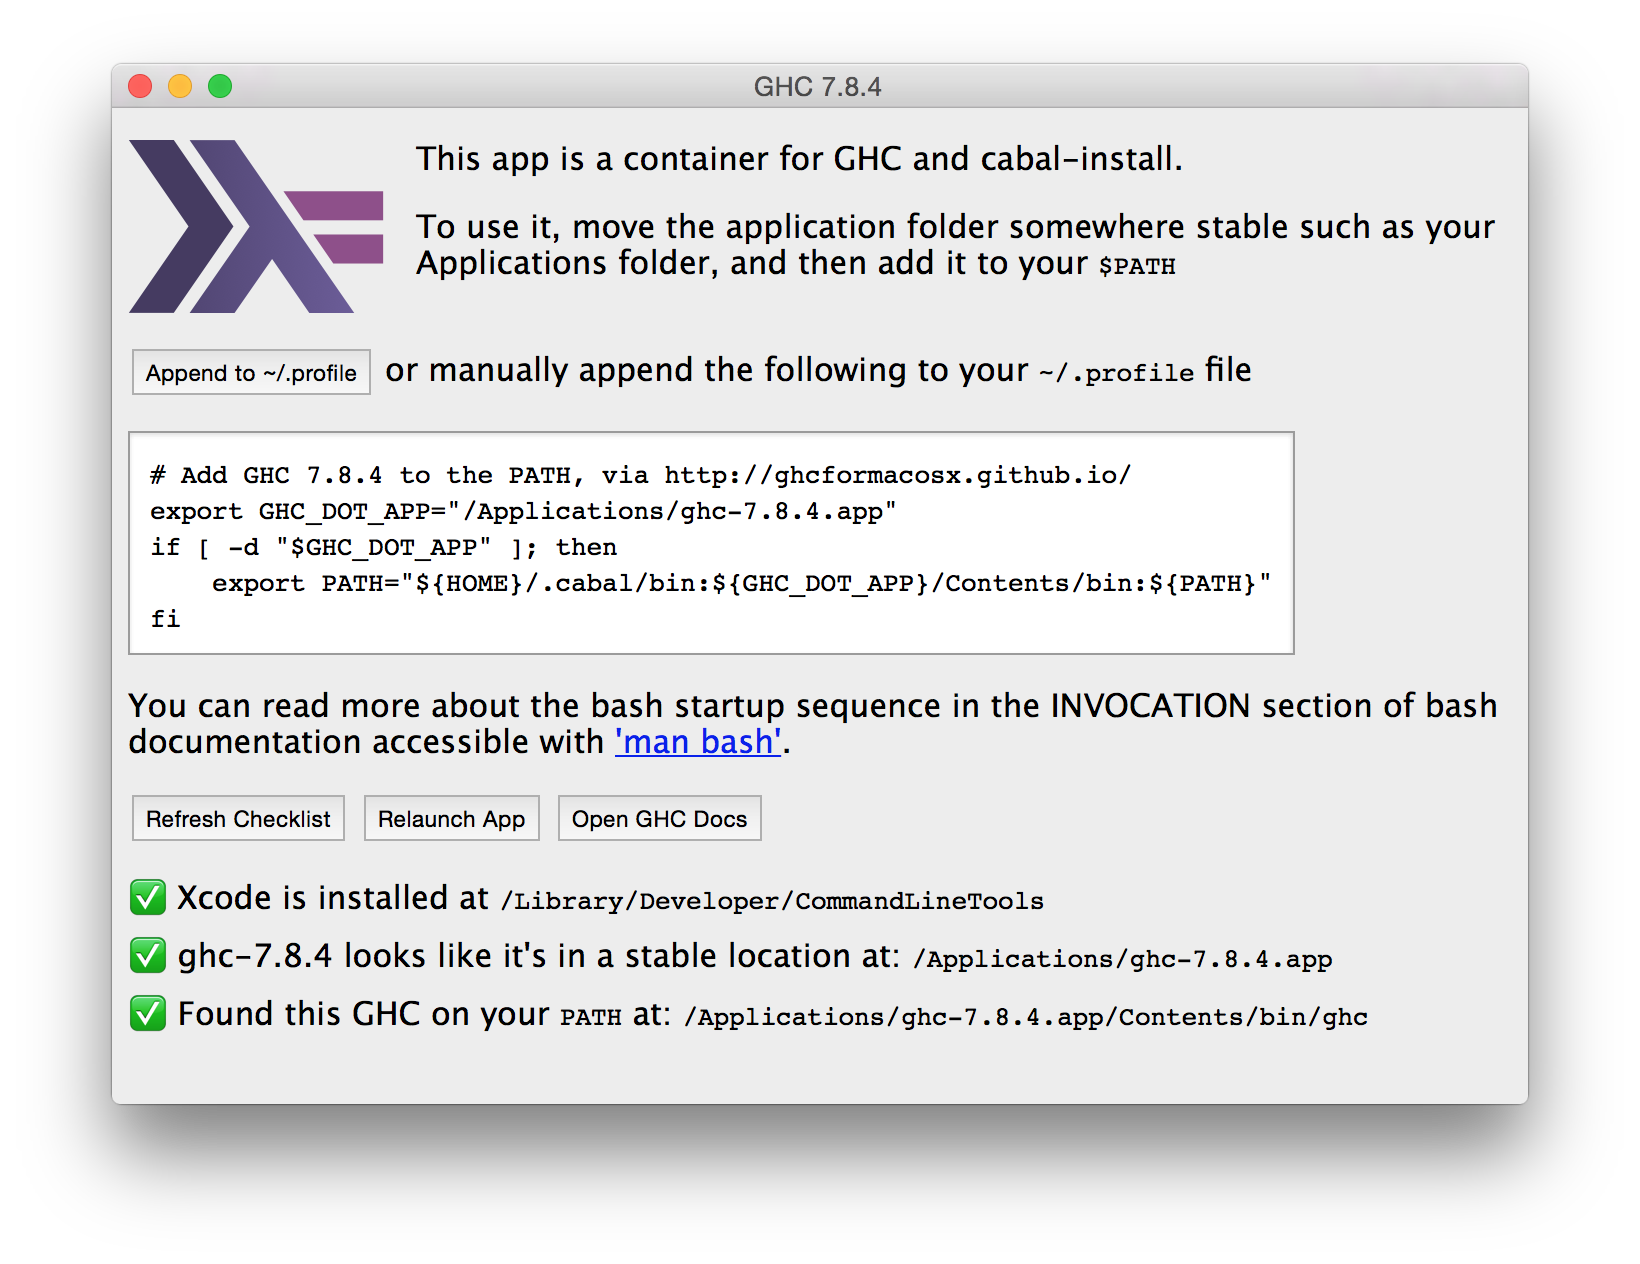 GHC 7.8.4
This app is a container for GHC and cabal-install.
To use it, move the application folder somewhere stable such as your
Applications folder, and then add it to your $PATH
Append to ~/.profile or manually append the following to your ~/.profile file
# Add GHC 7.8.4 to the PATH, via http://ghcformacosx.github.io/
export GHC_DOT_APP="/Applications/ghc-7.8.4.app"
if [ -d "$GHC_DOT_APP" ]; then
    export PATH="${HOME}/.cabal/bin:${GHC_DOT_APP}/Contents/bin:${PATH}"
fi
You can read more about the bash startup sequence in the INVOCATION section of bash
documentation accessible with 'man bash'.
Refresh Checklist Relaunch App Open GHC Docs
Xcode is installed at /Library/Developer/CommandLineTools
ghc-7.8.4 looks like it's in a stable location at: /Applications/ghc-7.8.4.app
Found this GHC on your PATH at: /Applications/ghc-7.8.4.app/Contents/bin/ghc